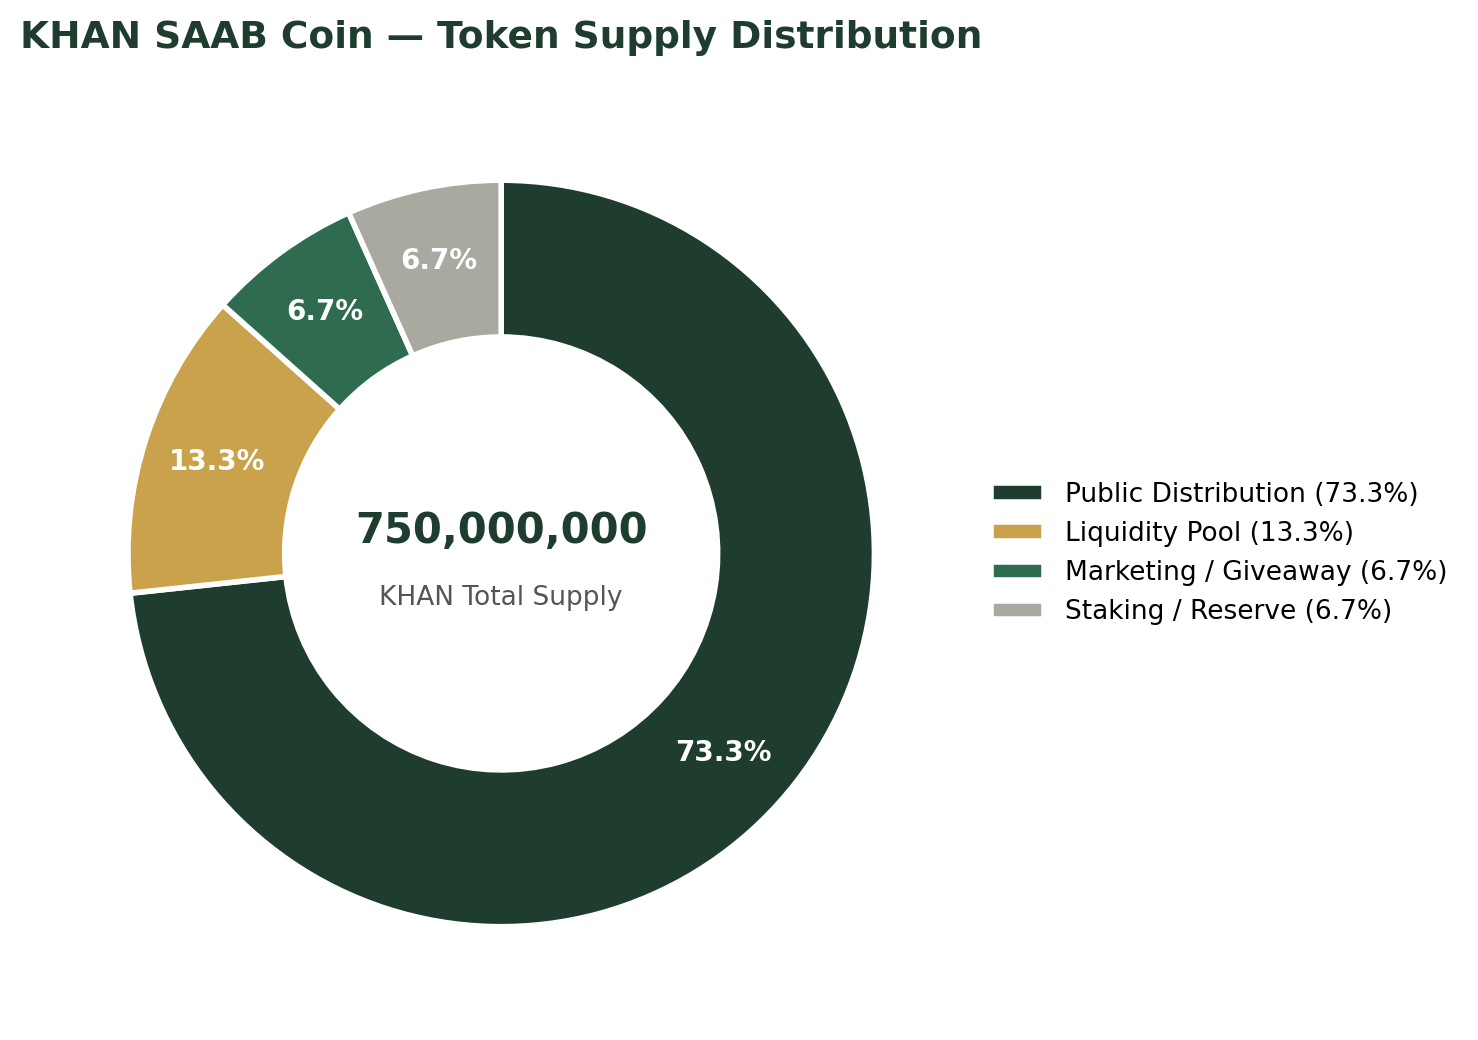 KHAN SAAB Coin — Token Supply Distribution
6.7%
6.7%
13.3%
750,000,000
KHAN Total Supply
73.3%
Public Distribution (73.3%)
Liquidity Pool (13.3%)
Marketing / Giveaway (6.7%)
Staking / Reserve (6.7%)